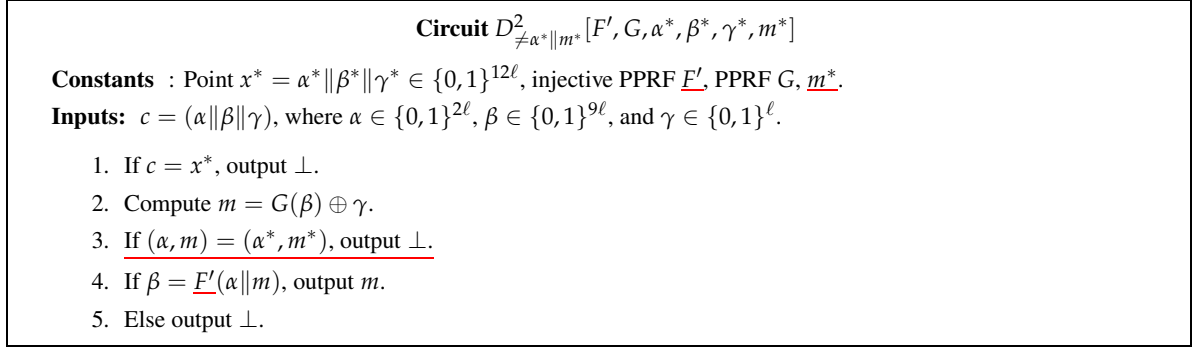 Circuit D²_{≠α*∥m*}[F′, G, α*, β*, γ*, m*]
Constants : Point x* = α*∥β*∥γ* ∈ {0, 1}^{12ℓ}, injective PPRF F′, PPRF G, m*.
Inputs: c = (α∥β∥γ), where α ∈ {0, 1}^{2ℓ}, β ∈ {0, 1}^{9ℓ}, and γ ∈ {0, 1}^ℓ.
1. If c = x*, output ⊥.
2. Compute m = G(β) ⊕ γ.
3. If (α, m) = (α*, m*), output ⊥.
4. If β = F′(α∥m), output m.
5. Else output ⊥.